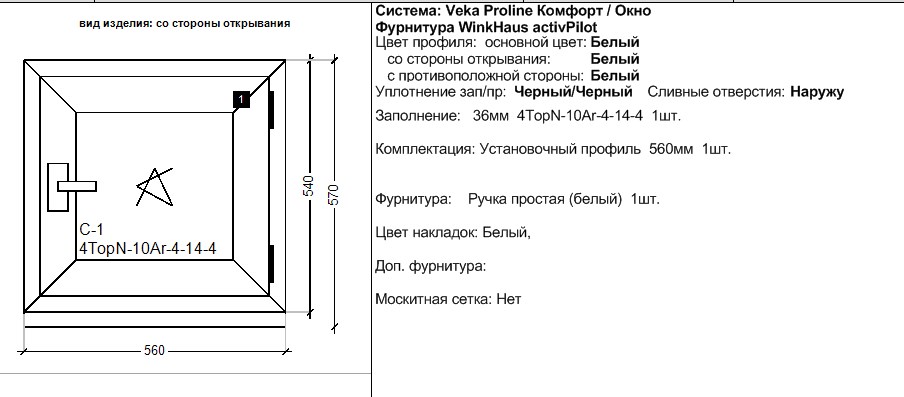 вид изделия: со стороны открывания
1
С-1
4TopN-10Ar-4-14-4
540
570
560
Система: Veka Proline Комфорт / Окно
Фурнитура WinkHaus activPilot
Цвет профиля: основной цвет: Белый
со стороны открывания: Белый
с противоположной стороны: Белый
Уплотнение зап/пр: Черный/Черный Сливные отверстия: Наружу
Заполнение: 36мм 4TopN-10Ar-4-14-4 1шт.
Комплектация: Установочный профиль 560мм 1шт.
Фурнитура: Ручка простая (белый) 1шт.
Цвет накладок: Белый,
Доп. фурнитура:
Москитная сетка: Нет